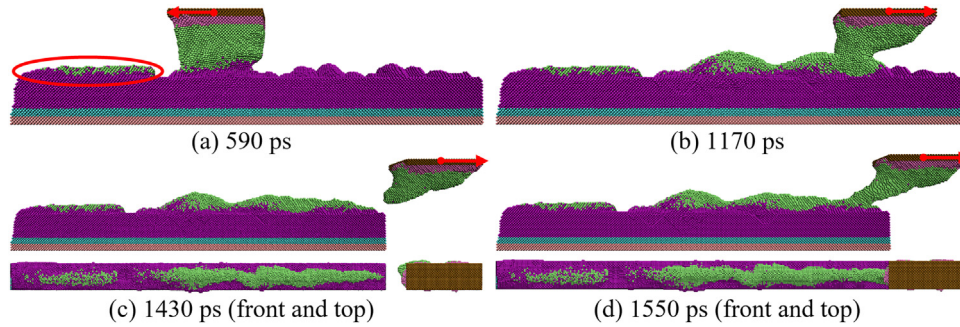 (a) 590 ps
(b) 1170 ps
(c) 1430 ps (front and top)
(d) 1550 ps (front and top)